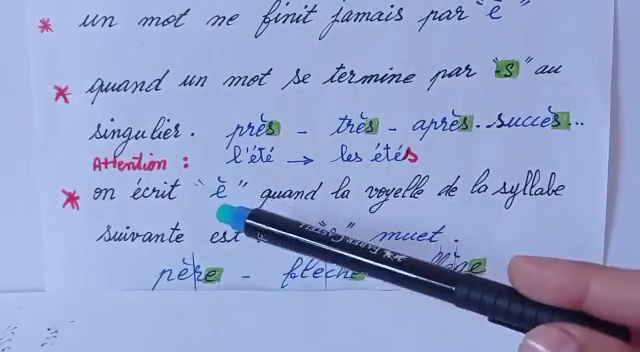 * un mot ne finit jamais par "è"
* quand un mot se termine par "-s" au
singulier. près - très - après - succès...
Attention : l'été → les étés
* on écrit "è" quand la voyelle de la syllabe
suivante est " muet.
père - flèche